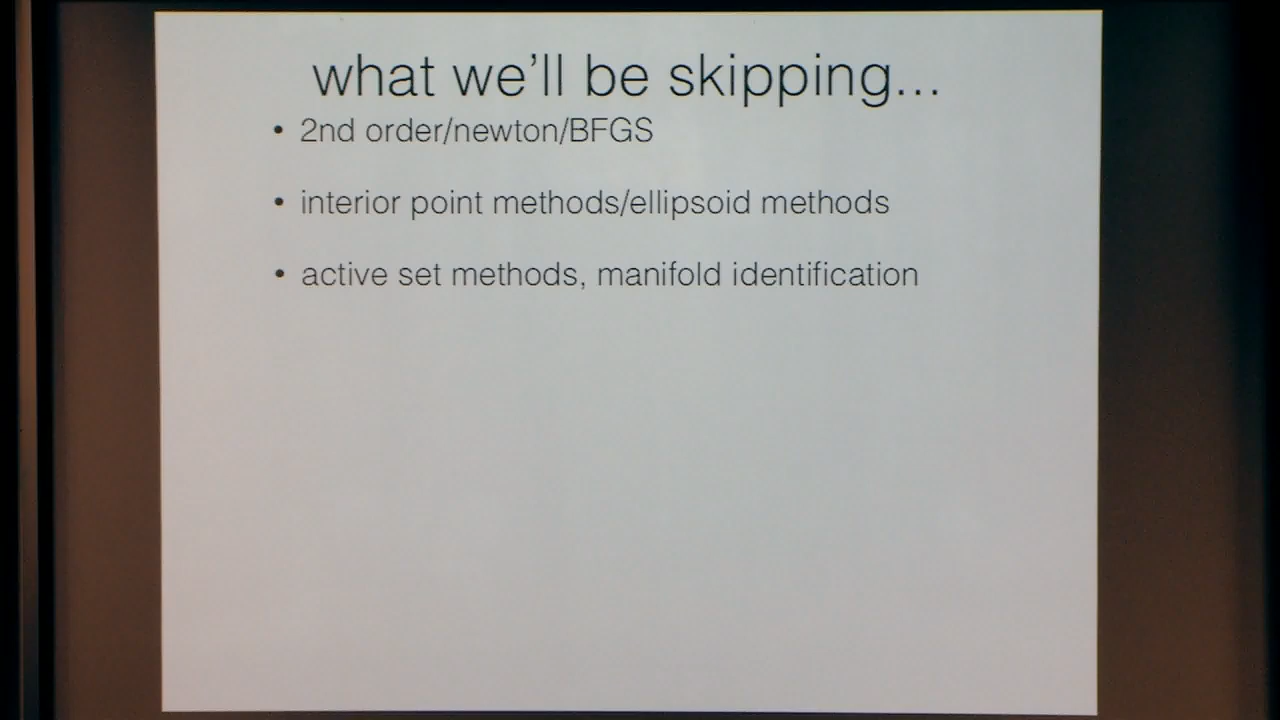 what we'll be skipping...
• 2nd order/newton/BFGS
• interior point methods/ellipsoid methods
• active set methods, manifold identification